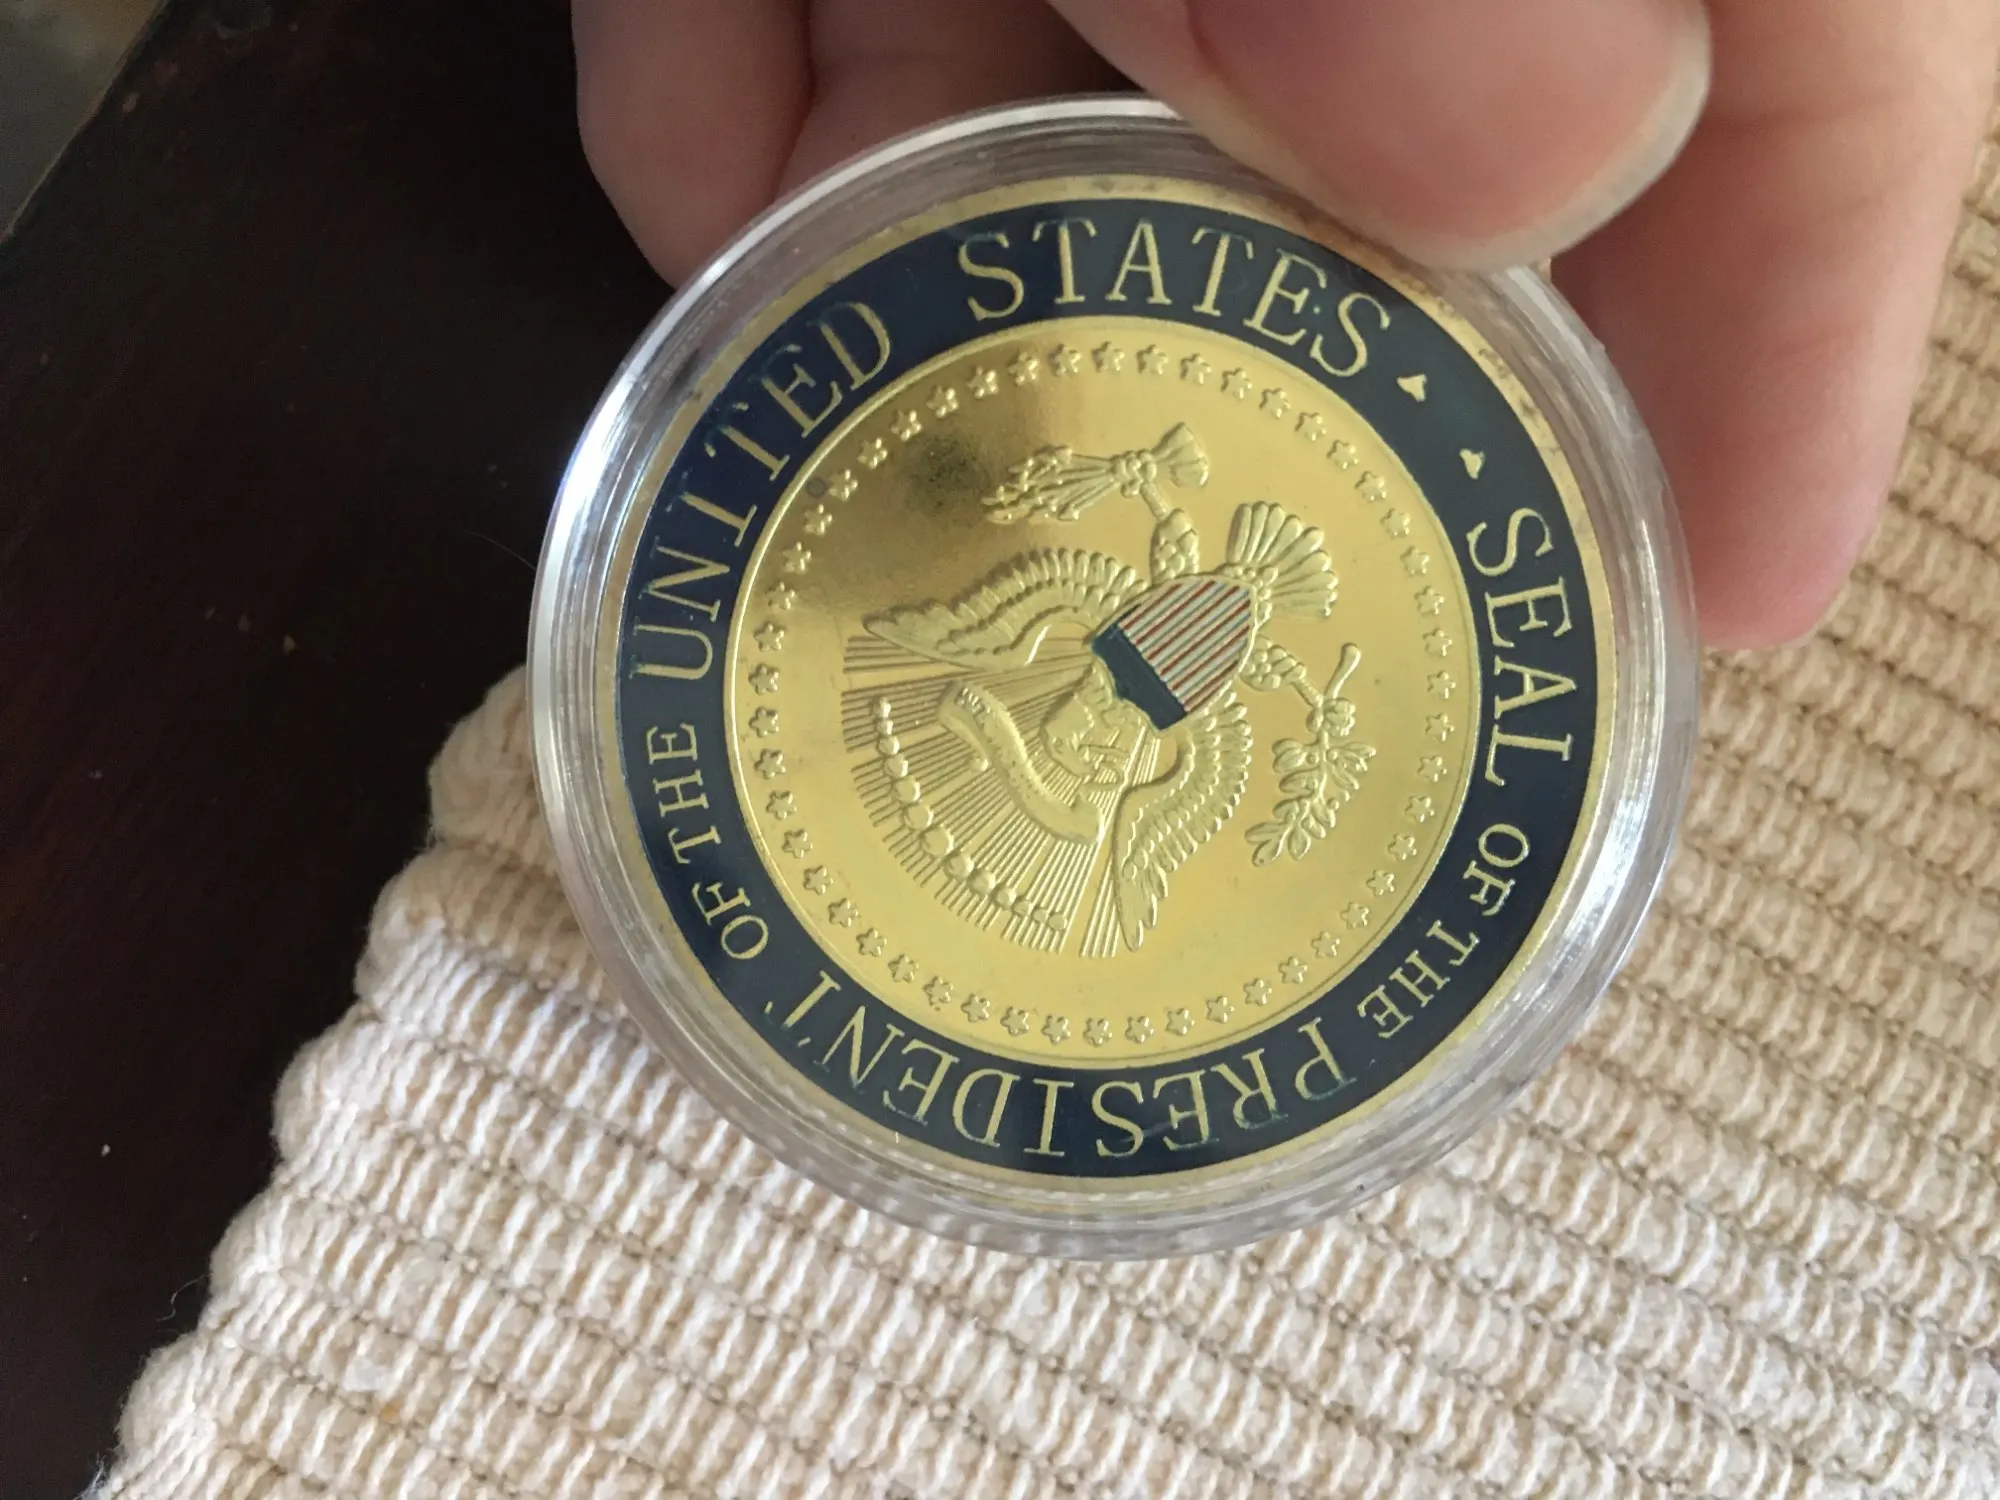 SEAL OF THE PRESIDENT OF THE UNITED STATES